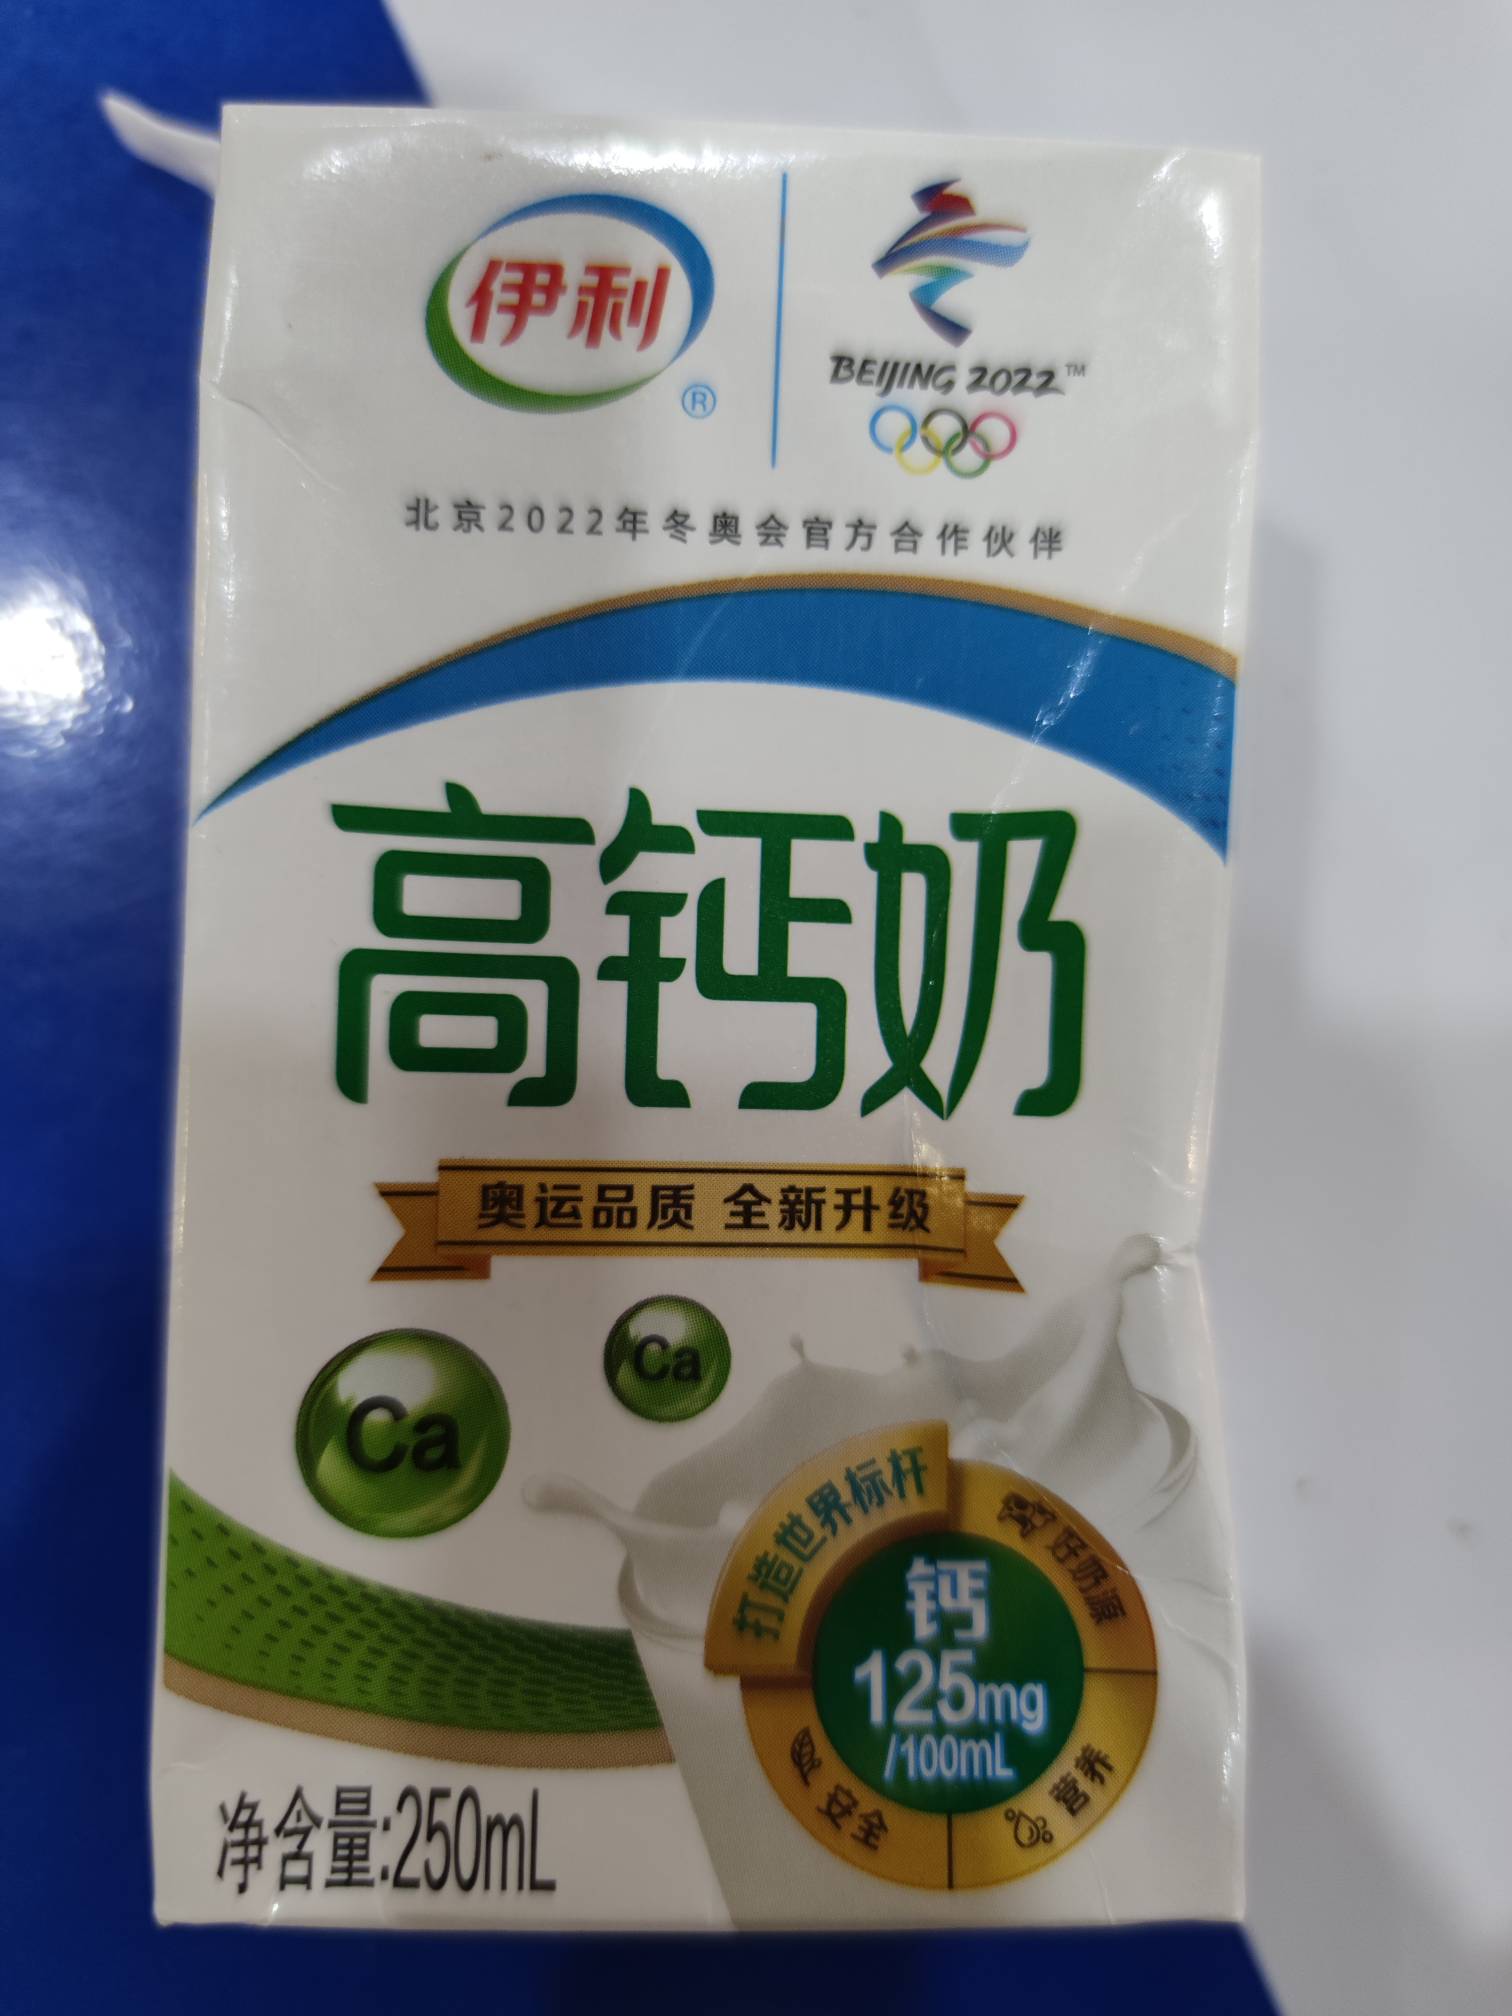 伊利
®
BEIJING 2022™
北京2022年冬奥会官方合作伙伴
高钙奶
奥运品质 全新升级
Ca
Ca
打造世界标杆
好奶源
钙
125mg
/100mL
安全
营养
净含量:250mL